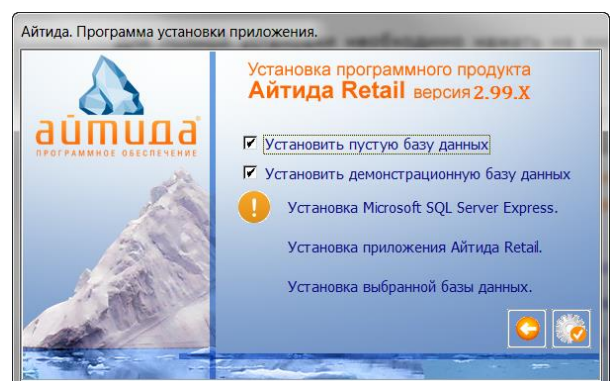 Айтида. Программа установки приложения.
айтида
ПРОГРАММНОЕ ОБЕСПЕЧЕНИЕ
Установка программного продукта
Айтида Retail версия 2.99.X
Установить пустую базу данных
Установить демонстрационную базу данных
Установка Microsoft SQL Server Express.
Установка приложения Айтида Retail.
Установка выбранной базы данных.